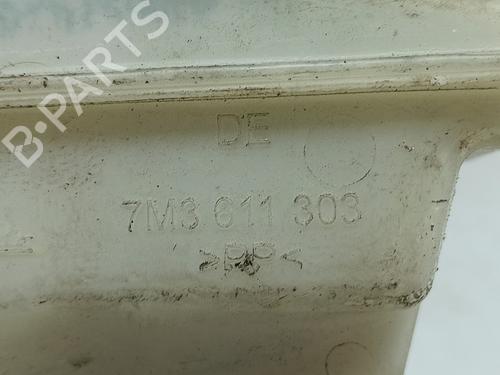 B-PARTS
DE
7M3 611 303
>PP<